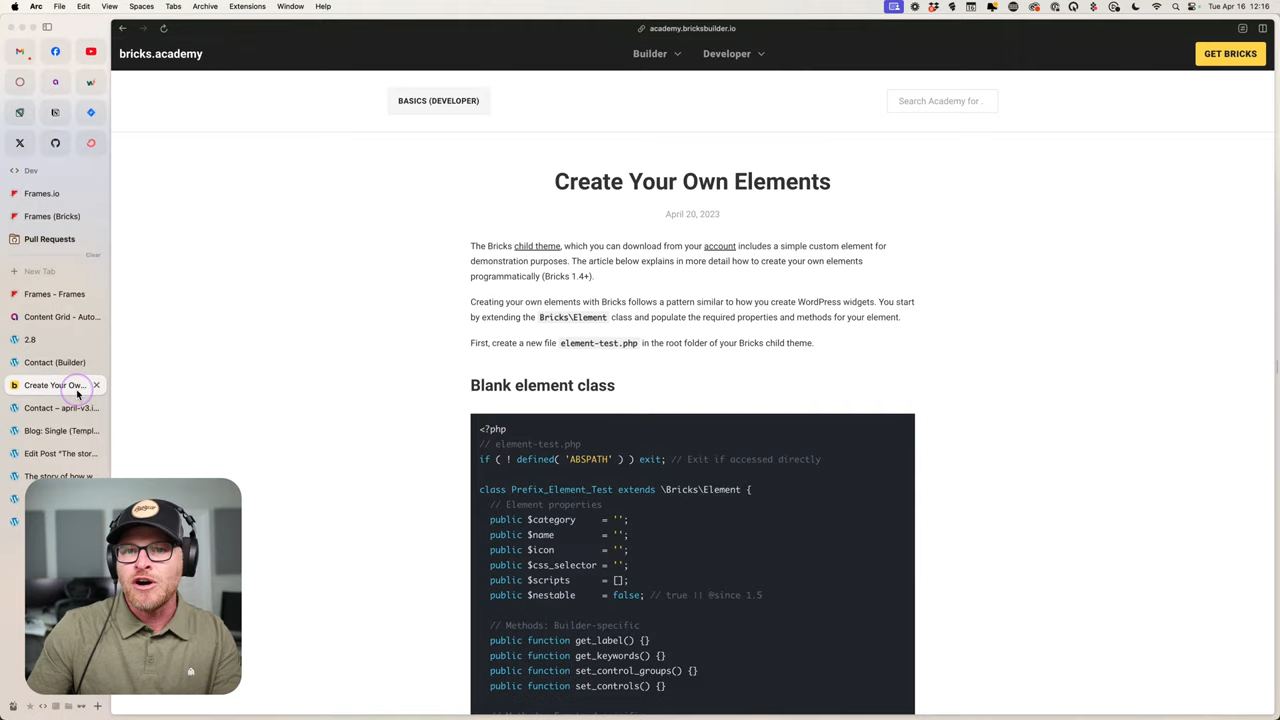 Arc File Edit View Spaces Tabs Archive Extensions Window Help
Tue Apr 16 12:16
academy.bricksbuilder.io
bricks.academy
Builder
Developer
GET BRICKS
BASICS (DEVELOPER)
Search Academy for .
Dev
Frames.io
Frames (Bricks)
Pull Requests
Clear
New Tab
Frames - Frames
Content Grid - Auto...
2.8
Contact (Builder)
Create Your Ow...
Contact – april-v3.i...
Blog: Single (Templ...
Edit Post “The stor...
The story of how w
Create Your Own Elements
April 20, 2023
The Bricks child theme, which you can download from your account includes a simple custom element for
demonstration purposes. The article below explains in more detail how to create your own elements
programmatically (Bricks 1.4+).
Creating your own elements with Bricks follows a pattern similar to how you create WordPress widgets. You start
by extending the Bricks\Element class and populate the required properties and methods for your element.
First, create a new file element-test.php in the root folder of your Bricks child theme.
Blank element class
<?php
// element-test.php
if ( ! defined( 'ABSPATH' ) ) exit; // Exit if accessed directly
class Prefix_Element_Test extends \Bricks\Element {
// Element properties
public $category = '';
public $name = '';
public $icon = '';
public $css_selector = '';
public $scripts = [];
public $nestable = false; // true || @since 1.5
// Methods: Builder-specific
public function get_label() {}
public function get_keywords() {}
public function set_control_groups() {}
public function set_controls() {}